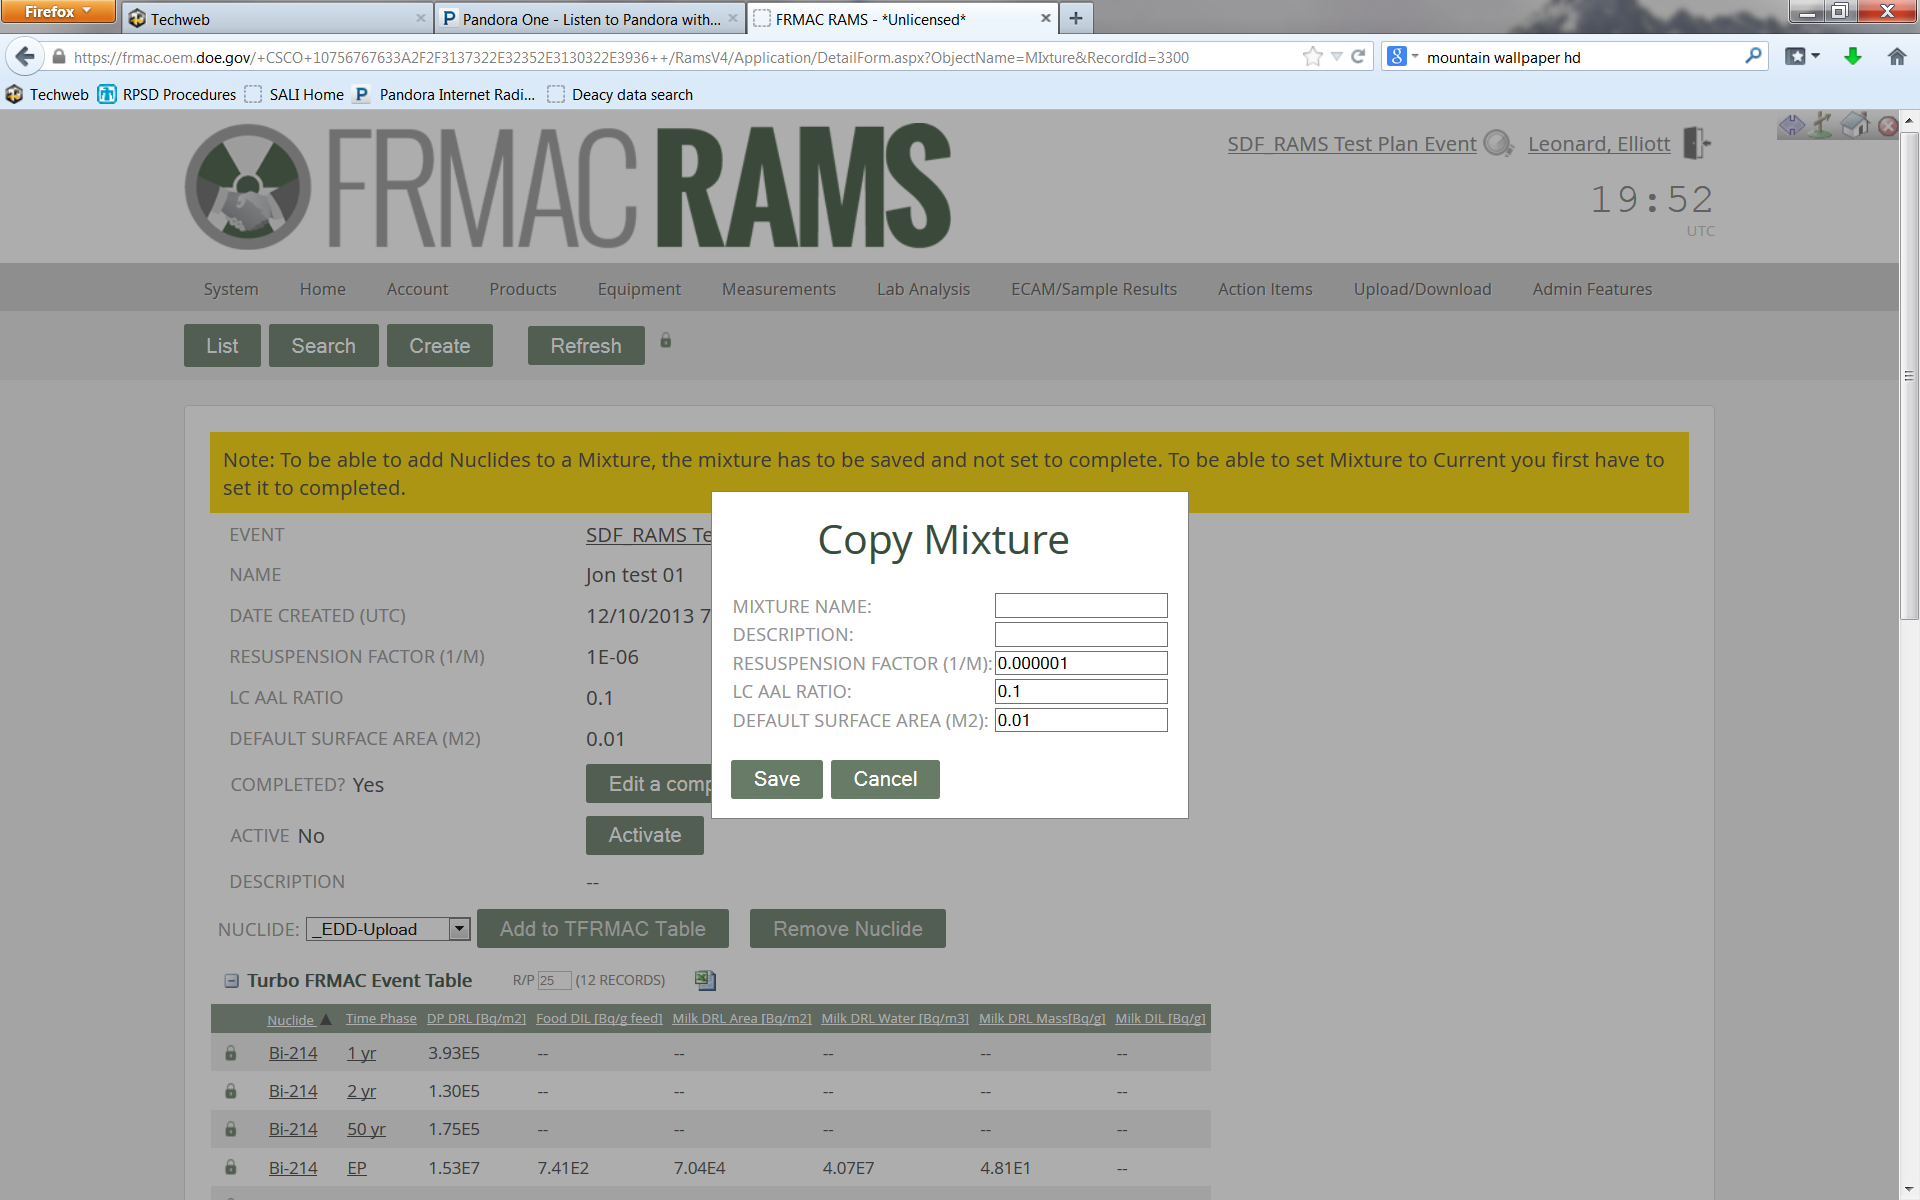 Firefox
Techweb
Pandora One - Listen to Pandora with...
FRMAC RAMS - *Unlicensed*
https://frmac.oem.doe.gov/+CSCO+10756767633A2F2F3137322E32352E3130322E3936++/RamsV4/Application/DetailForm.aspx?ObjectName=MIxture&RecordId=3300
mountain wallpaper hd
Techweb
RPSD Procedures
SALI Home
Pandora Internet Radi...
Deacy data search
FRMAC RAMS
SDF_RAMS Test Plan Event
Leonard, Elliott
19:52
UTC
System Home Account Products Equipment Measurements Lab Analysis ECAM/Sample Results Action Items Upload/Download Admin Features
List Search Create Refresh
Note: To be able to add Nuclides to a Mixture, the mixture has to be saved and not set to complete. To be able to set Mixture to Current you first have to
set it to completed.
EVENT SDF_RAMS Te
NAME Jon test 01
DATE CREATED (UTC) 12/10/2013 7
RESUSPENSION FACTOR (1/M) 1E-06
LC AAL RATIO 0.1
DEFAULT SURFACE AREA (M2) 0.01
COMPLETED? Yes Edit a comp
ACTIVE No Activate
DESCRIPTION --
Copy Mixture
MIXTURE NAME:
DESCRIPTION:
RESUSPENSION FACTOR (1/M): 0.000001
LC AAL RATIO: 0.1
DEFAULT SURFACE AREA (M2): 0.01
Save Cancel
NUCLIDE: _EDD-Upload Add to TFRMAC Table Remove Nuclide
Turbo FRMAC Event Table R/P 25 (12 RECORDS)
Nuclide Time Phase DP DRL [Bq/m2] Food DIL [Bq/g feed] Milk DRL Area [Bq/m2] Milk DRL Water [Bq/m3] Milk DRL Mass[Bq/g] Milk DIL [Bq/g]
Bi-214 1 yr 3.93E5 -- -- -- -- --
Bi-214 2 yr 1.30E5 -- -- -- -- --
Bi-214 50 yr 1.75E5 -- -- -- -- --
Bi-214 EP 1.53E7 7.41E2 7.04E4 4.07E7 4.81E1 --